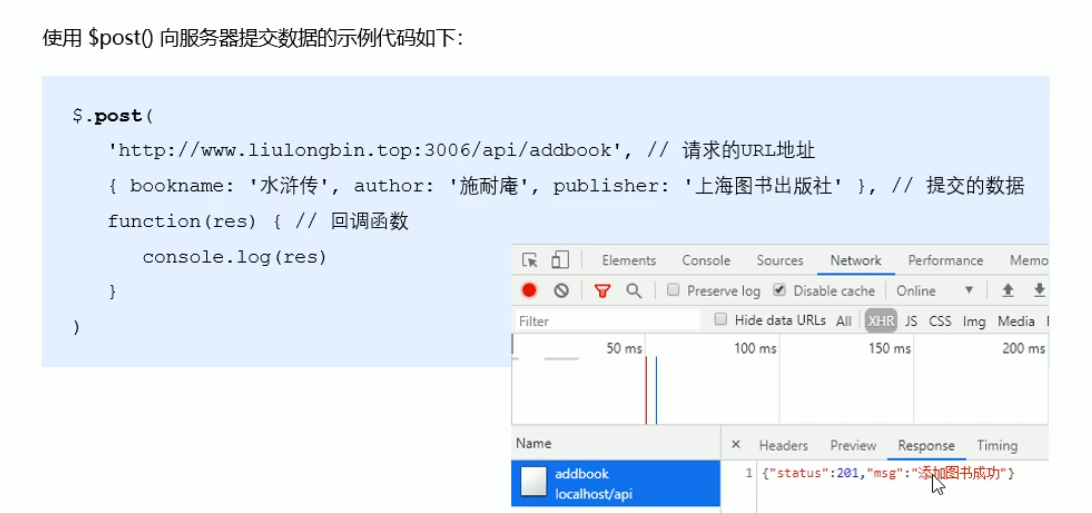 使用 $post() 向服务器提交数据的示例代码如下：
$.post(
'http://www.liulongbin.top:3006/api/addbook', // 请求的URL地址
{ bookname: '水浒传', author: '施耐庵', publisher: '上海图书出版社' }, // 提交的数据
function(res) { // 回调函数
console.log(res)
}
)
Elements Console Sources Network Performance Memo
Preserve log Disable cache Online
Filter Hide data URLs All XHR JS CSS Img Media
50 ms 100 ms 150 ms 200 ms
Name × Headers Preview Response Timing
addbook
localhost/api
1 {"status":201,"msg":"添加图书成功"}